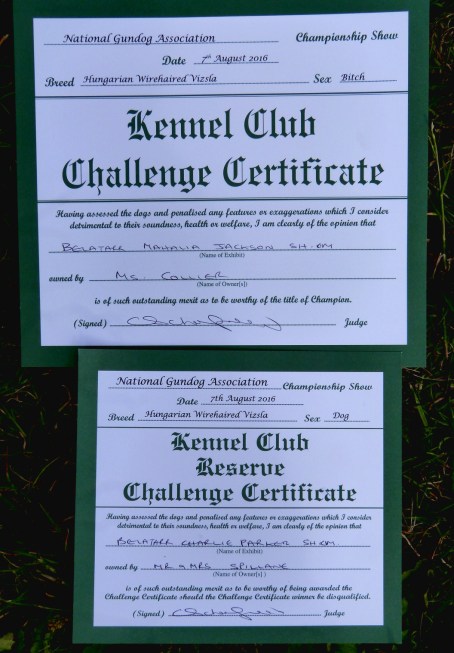 National Gundog Association Championship Show
Date 7th August 2016
Breed Hungarian Wirehaired Vizsla Sex Bitch
Kennel Club
Challenge Certificate
Having assessed the dogs and penalised any features or exaggerations which I consider
detrimental to their soundness, health or welfare, I am clearly of the opinion that
BELATARR MAHALIA JACKSON SH.CM
(Name of Exhibit)
owned by MS. COLLIER
(Name of Owner[s])
is of such outstanding merit as to be worthy of the title of Champion.
(Signed) Judge
National Gundog Association Championship Show
Date 7th August 2016
Breed Hungarian Wirehaired Vizsla Sex Dog
Kennel Club
Reserve
Challenge Certificate
Having assessed the dogs and penalised any features or exaggerations which I consider
detrimental to their soundness, health or welfare, I am clearly of the opinion that
BELATARR CHARLIE PARKER SH.CM
(Name of Exhibit)
owned by MR & MRS SPILLANE
(Name of Owner[s])
is of such outstanding merit as to be worthy of being awarded the
Challenge Certificate should the Challenge Certificate winner be disqualified.
(Signed) Judge